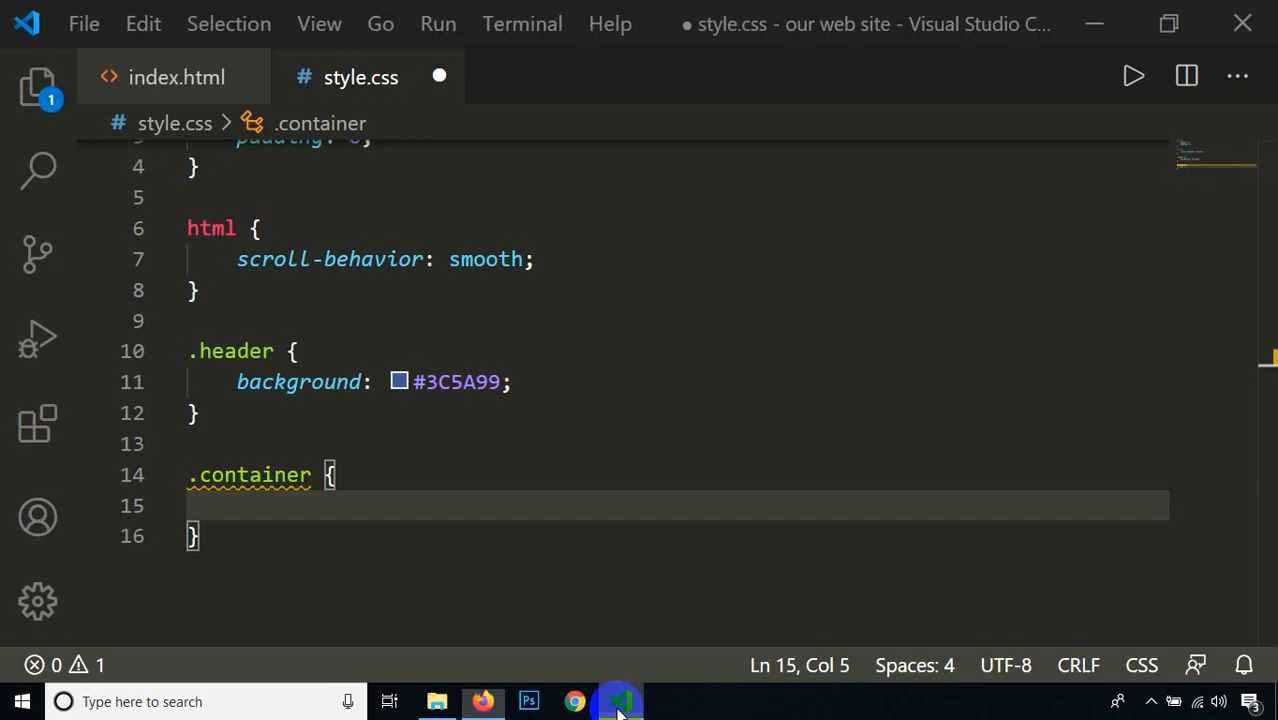 File Edit Selection View Go Run Terminal Help ● style.css - our web site - Visual Studio C...
index.html
# style.css
# style.css > .container
4 }
5
6 html {
7 scroll-behavior: smooth;
8 }
9
10 .header {
11 background: #3C5A99;
12 }
13
14 .container {
15
16 }
1
0 1
Ln 15, Col 5 Spaces: 4 UTF-8 CRLF CSS
Type here to search
Ps
3